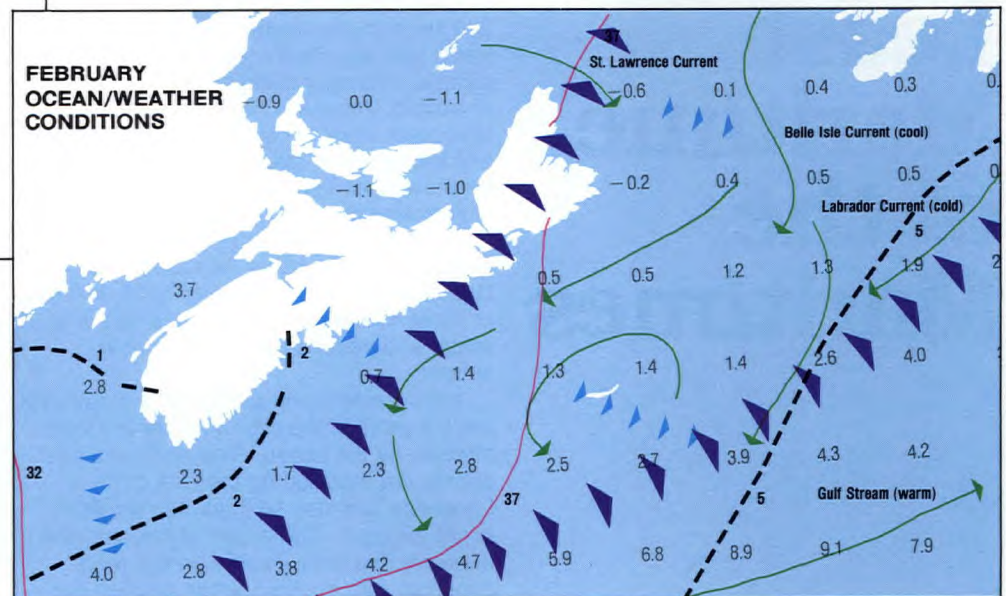 37
St. Lawrence Current
FEBRUARY
OCEAN/WEATHER
CONDITIONS
−0.9 0.0 −1.1 −0.6 0.1 0.4 0.3
Belle Isle Current (cool)
−1.1 −1.0 −0.2 0.4 0.5 0.5
Labrador Current (cold)
5
3.7 0.5 0.5 1.2 1.3 1.9
1 2
2.8 0.7 1.4 1.3 1.4 1.4 2.6 4.0
32 2.3 1.7 2.3 2.8 2.5 2.7 3.9 4.3 4.2
2 37 5 Gulf Stream (warm)
4.0 2.8 3.8 4.2 4.7 5.9 6.8 8.9 9.1 7.9